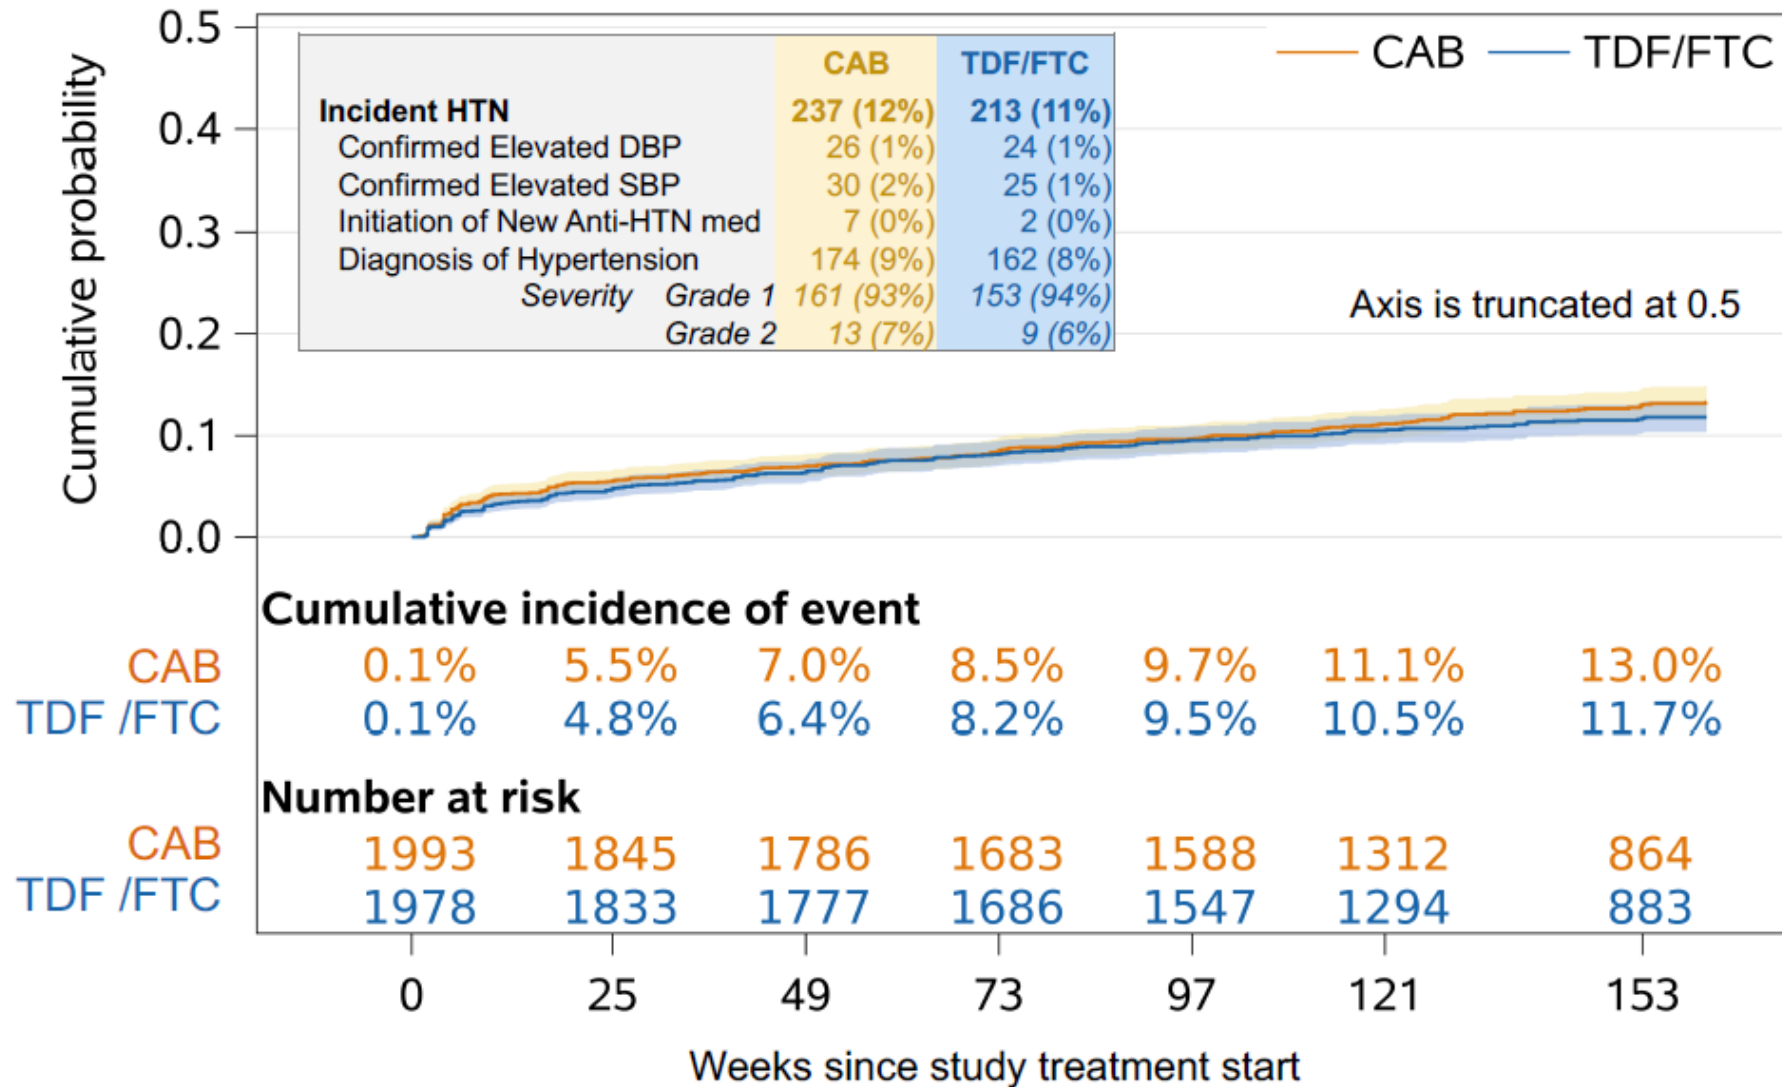 0.5
0.4
0.3
0.2
0.1
0.0
Cumulative probability
CAB TDF/FTC
CAB TDF/FTC
Incident HTN 237 (12%) 213 (11%)
Confirmed Elevated DBP 26 (1%) 24 (1%)
Confirmed Elevated SBP 30 (2%) 25 (1%)
Initiation of New Anti-HTN med 7 (0%) 2 (0%)
Diagnosis of Hypertension 174 (9%) 162 (8%)
Severity Grade 1 161 (93%) 153 (94%)
Grade 2 13 (7%) 9 (6%)
Axis is truncated at 0.5
Cumulative incidence of event
CAB 0.1% 5.5% 7.0% 8.5% 9.7% 11.1% 13.0%
TDF /FTC 0.1% 4.8% 6.4% 8.2% 9.5% 10.5% 11.7%
Number at risk
CAB 1993 1845 1786 1683 1588 1312 864
TDF /FTC 1978 1833 1777 1686 1547 1294 883
0 25 49 73 97 121 153
Weeks since study treatment start